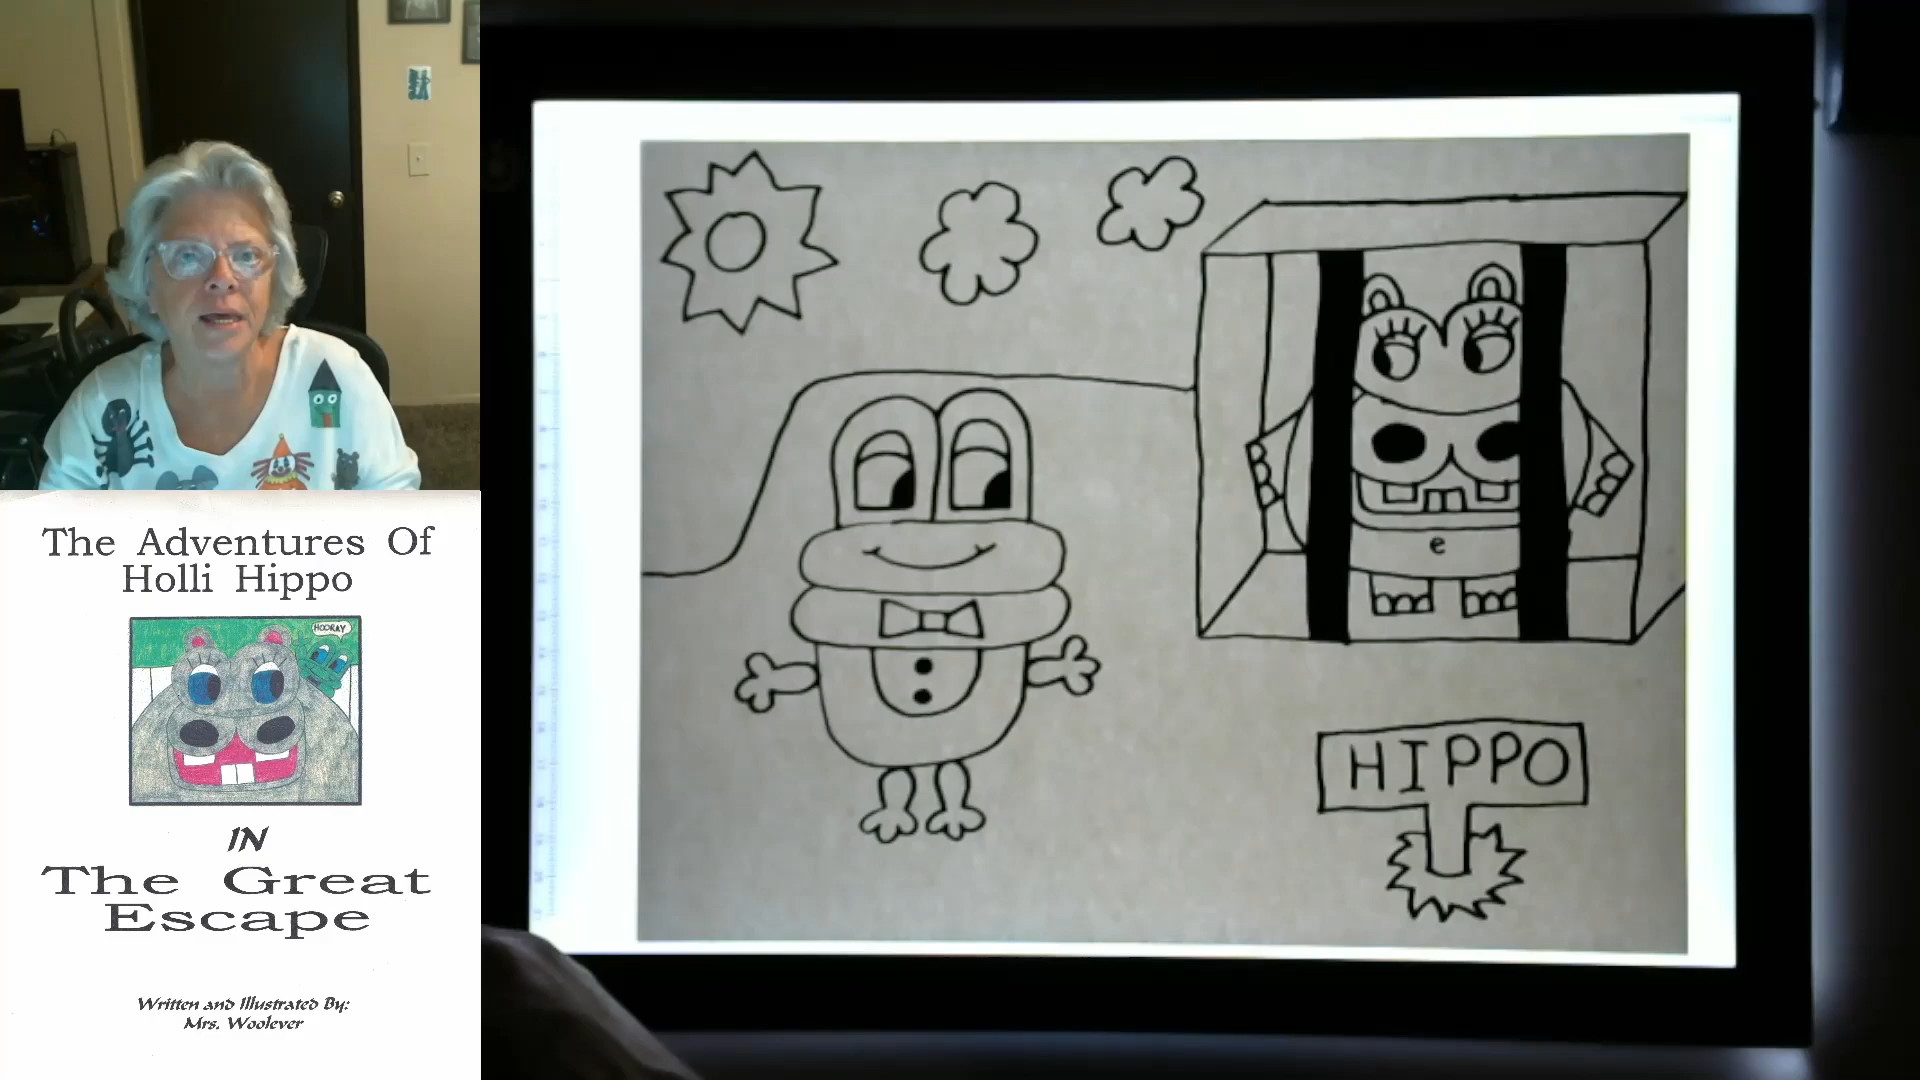 The Adventures Of
Holli Hippo
HOORAY
IN
The Great
Escape
Written and Illustrated By:
Mrs. Woolever
e
HIPPO